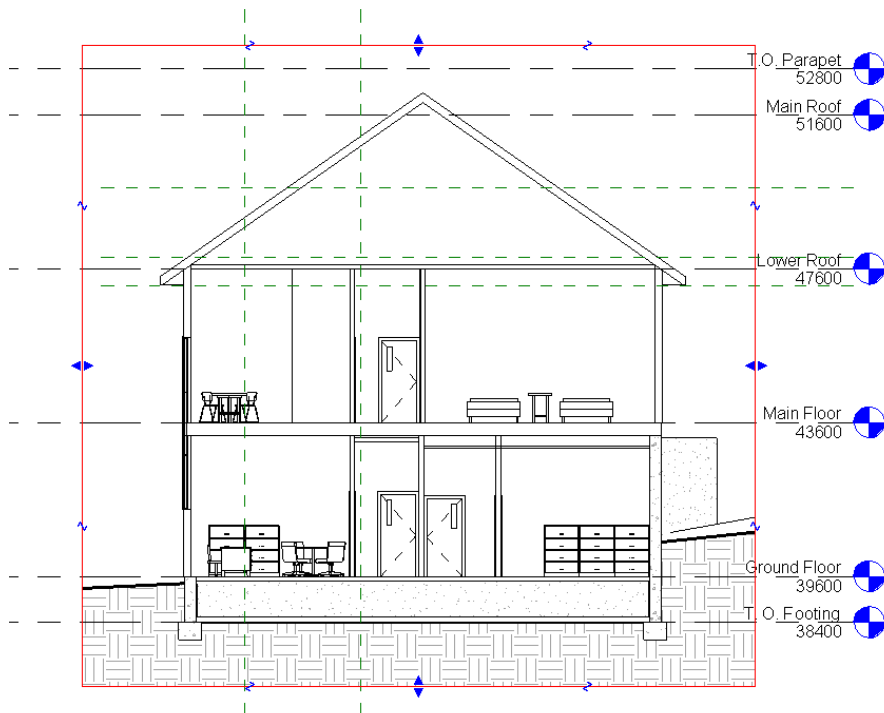 T.O. Parapet
52800
Main Roof
51600
Lower Roof
47600
Main Floor
43600
Ground Floor
39600
T.O. Footing
38400